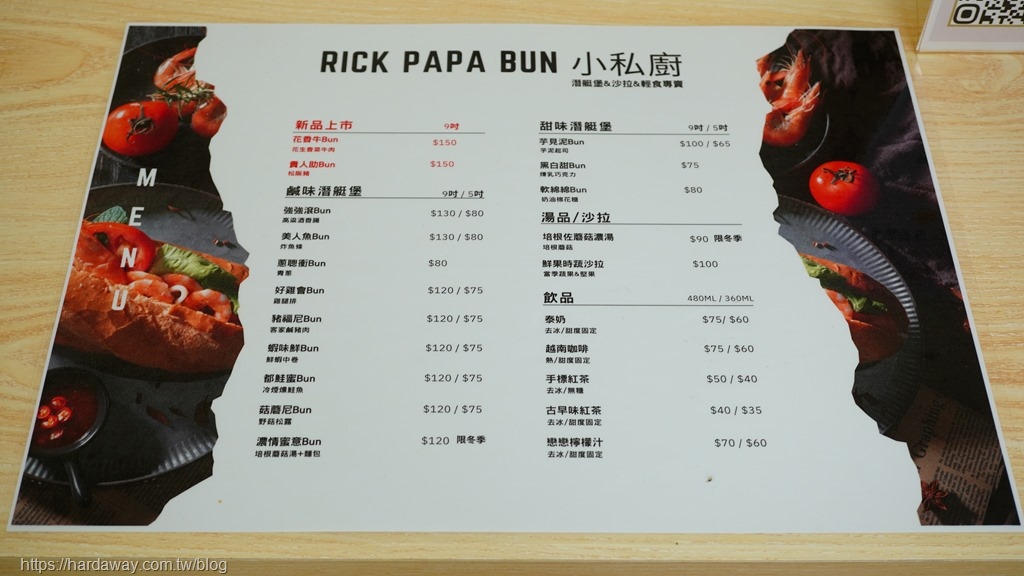 RICK PAPA BUN 小私廚
潛艇堡&沙拉&輕食專賣
MENU
新品上市 9吋
花香牛Bun $150
花生香菜牛肉
貴人助Bun $150
松阪豬
鹹味潛艇堡 9吋 / 5吋
強強滾Bun $130 / $80
高粱酒香腸
美人魚Bun $130 / $80
炸魚條
蔥聰衝Bun $80
青蔥
好雞會Bun $120 / $75
雞腿排
豬福尼Bun $120 / $75
客家鹹豬肉
蝦味鮮Bun $120 / $75
鮮蝦中卷
都鮭蜜Bun $120 / $75
冷煙燻鮭魚
菇蘑尼Bun $120 / $75
野菇松露
濃情蜜意Bun $120 限冬季
培根蘑菇湯+麵包
甜味潛艇堡 9吋 / 5吋
芋見泥Bun $100 / $65
芋泥起司
黑白甜Bun $75
煉乳巧克力
軟綿綿Bun $80
奶油棉花糖
湯品/沙拉
培根佐蘑菇濃湯 $90 限冬季
培根蘑菇
鮮果時蔬沙拉 $100
當季蔬果&堅果
飲品 480ML / 360ML
泰奶 $75/ $60
去冰/甜度固定
越南咖啡 $75 / $60
熱/甜度固定
手標紅茶 $50 / $40
去冰/無糖
古早味紅茶 $40 / $35
去冰/甜度固定
戀戀檸檬汁 $70 / $60
去冰/甜度固定
https://hardaway.com.tw/blog